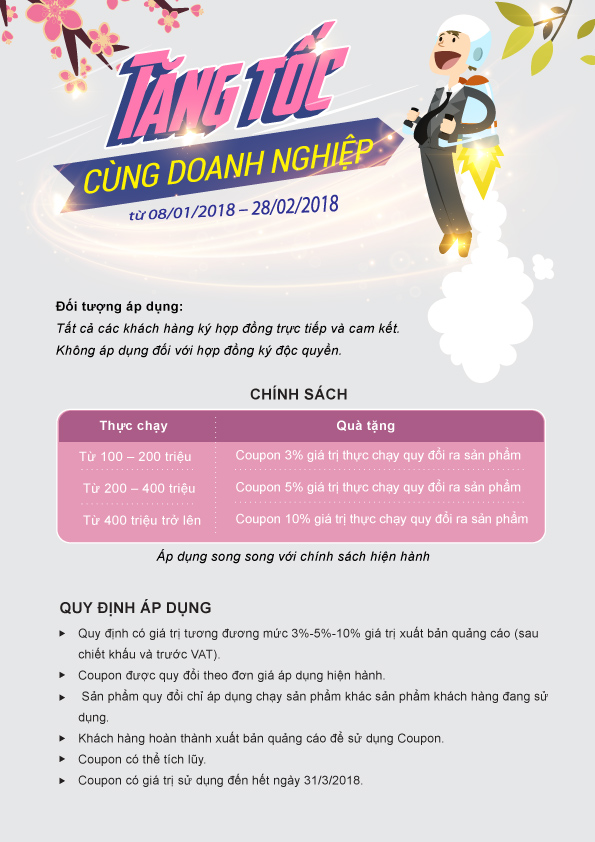 TĂNG TỐC
CÙNG DOANH NGHIỆP
từ 08/01/2018 – 28/02/2018
Đối tượng áp dụng:
Tất cả các khách hàng ký hợp đồng trực tiếp và cam kết.
Không áp dụng đối với hợp đồng ký độc quyền.
CHÍNH SÁCH
Thực chạy Quà tặng
Từ 100 – 200 triệu Coupon 3% giá trị thực chạy quy đổi ra sản phẩm
Từ 200 – 400 triệu Coupon 5% giá trị thực chạy quy đổi ra sản phẩm
Từ 400 triệu trở lên Coupon 10% giá trị thực chạy quy đổi ra sản phẩm
Áp dụng song song với chính sách hiện hành
QUY ĐỊNH ÁP DỤNG
Quy định có giá trị tương đương mức 3%-5%-10% giá trị xuất bản quảng cáo (sau
chiết khấu và trước VAT).
Coupon được quy đổi theo đơn giá áp dụng hiện hành.
Sản phẩm quy đổi chỉ áp dụng chạy sản phẩm khác sản phẩm khách hàng đang sử
dụng.
Khách hàng hoàn thành xuất bản quảng cáo để sử dụng Coupon.
Coupon có thể tích lũy.
Coupon có giá trị sử dụng đến hết ngày 31/3/2018.